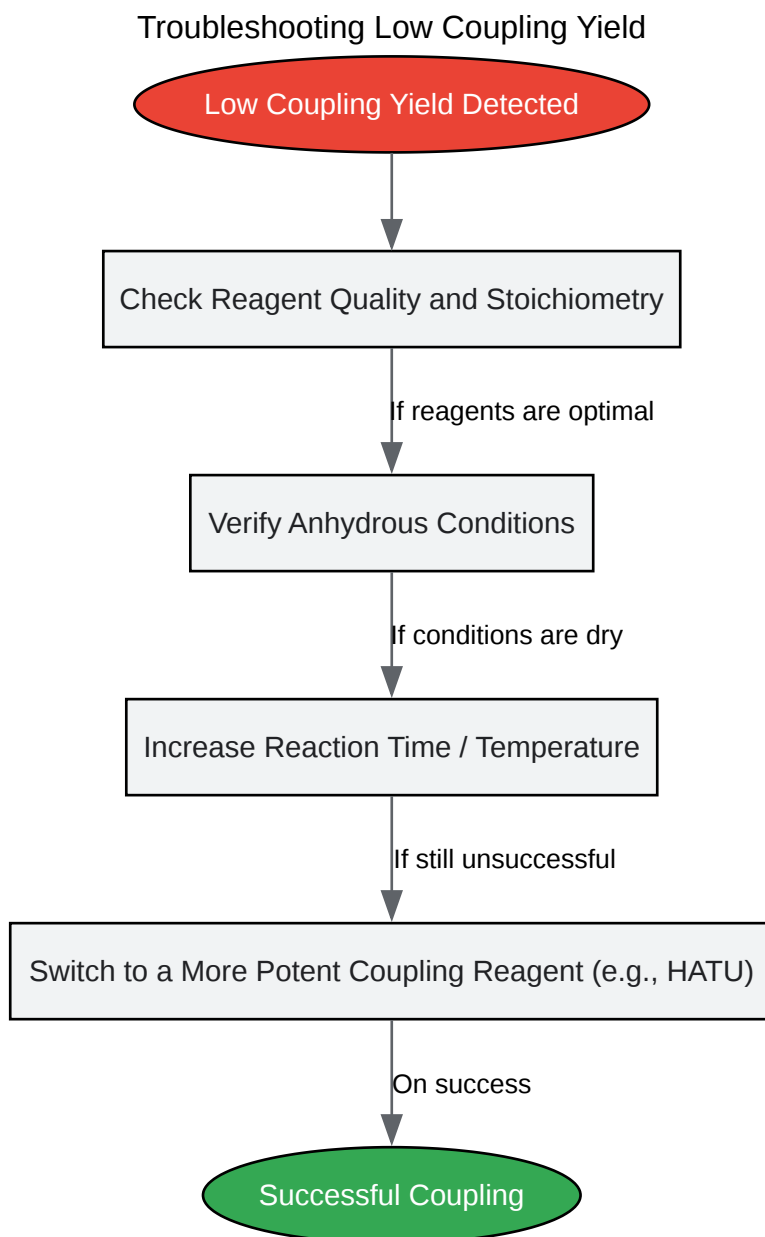 Troubleshooting Low Coupling Yield
Low Coupling Yield Detected
Check Reagent Quality and Stoichiometry
If reagents are optimal
Verify Anhydrous Conditions
If conditions are dry
Increase Reaction Time / Temperature
If still unsuccessful
Switch to a More Potent Coupling Reagent (e.g., HATU)
On success
Successful Coupling